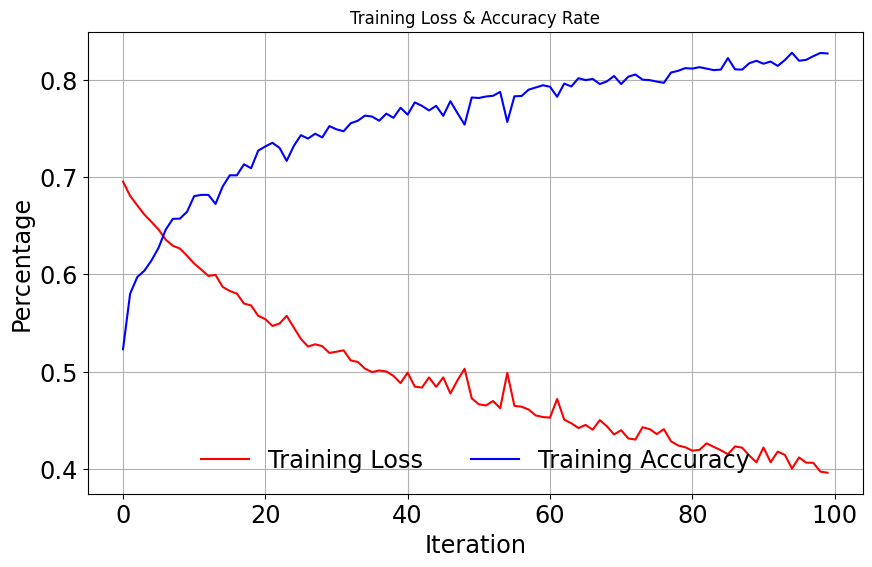 Training Loss & Accuracy Rate
Percentage
0.8
0.7
0.6
0.5
0.4
Training Loss
Training Accuracy
0 20 40 60 80 100
Iteration